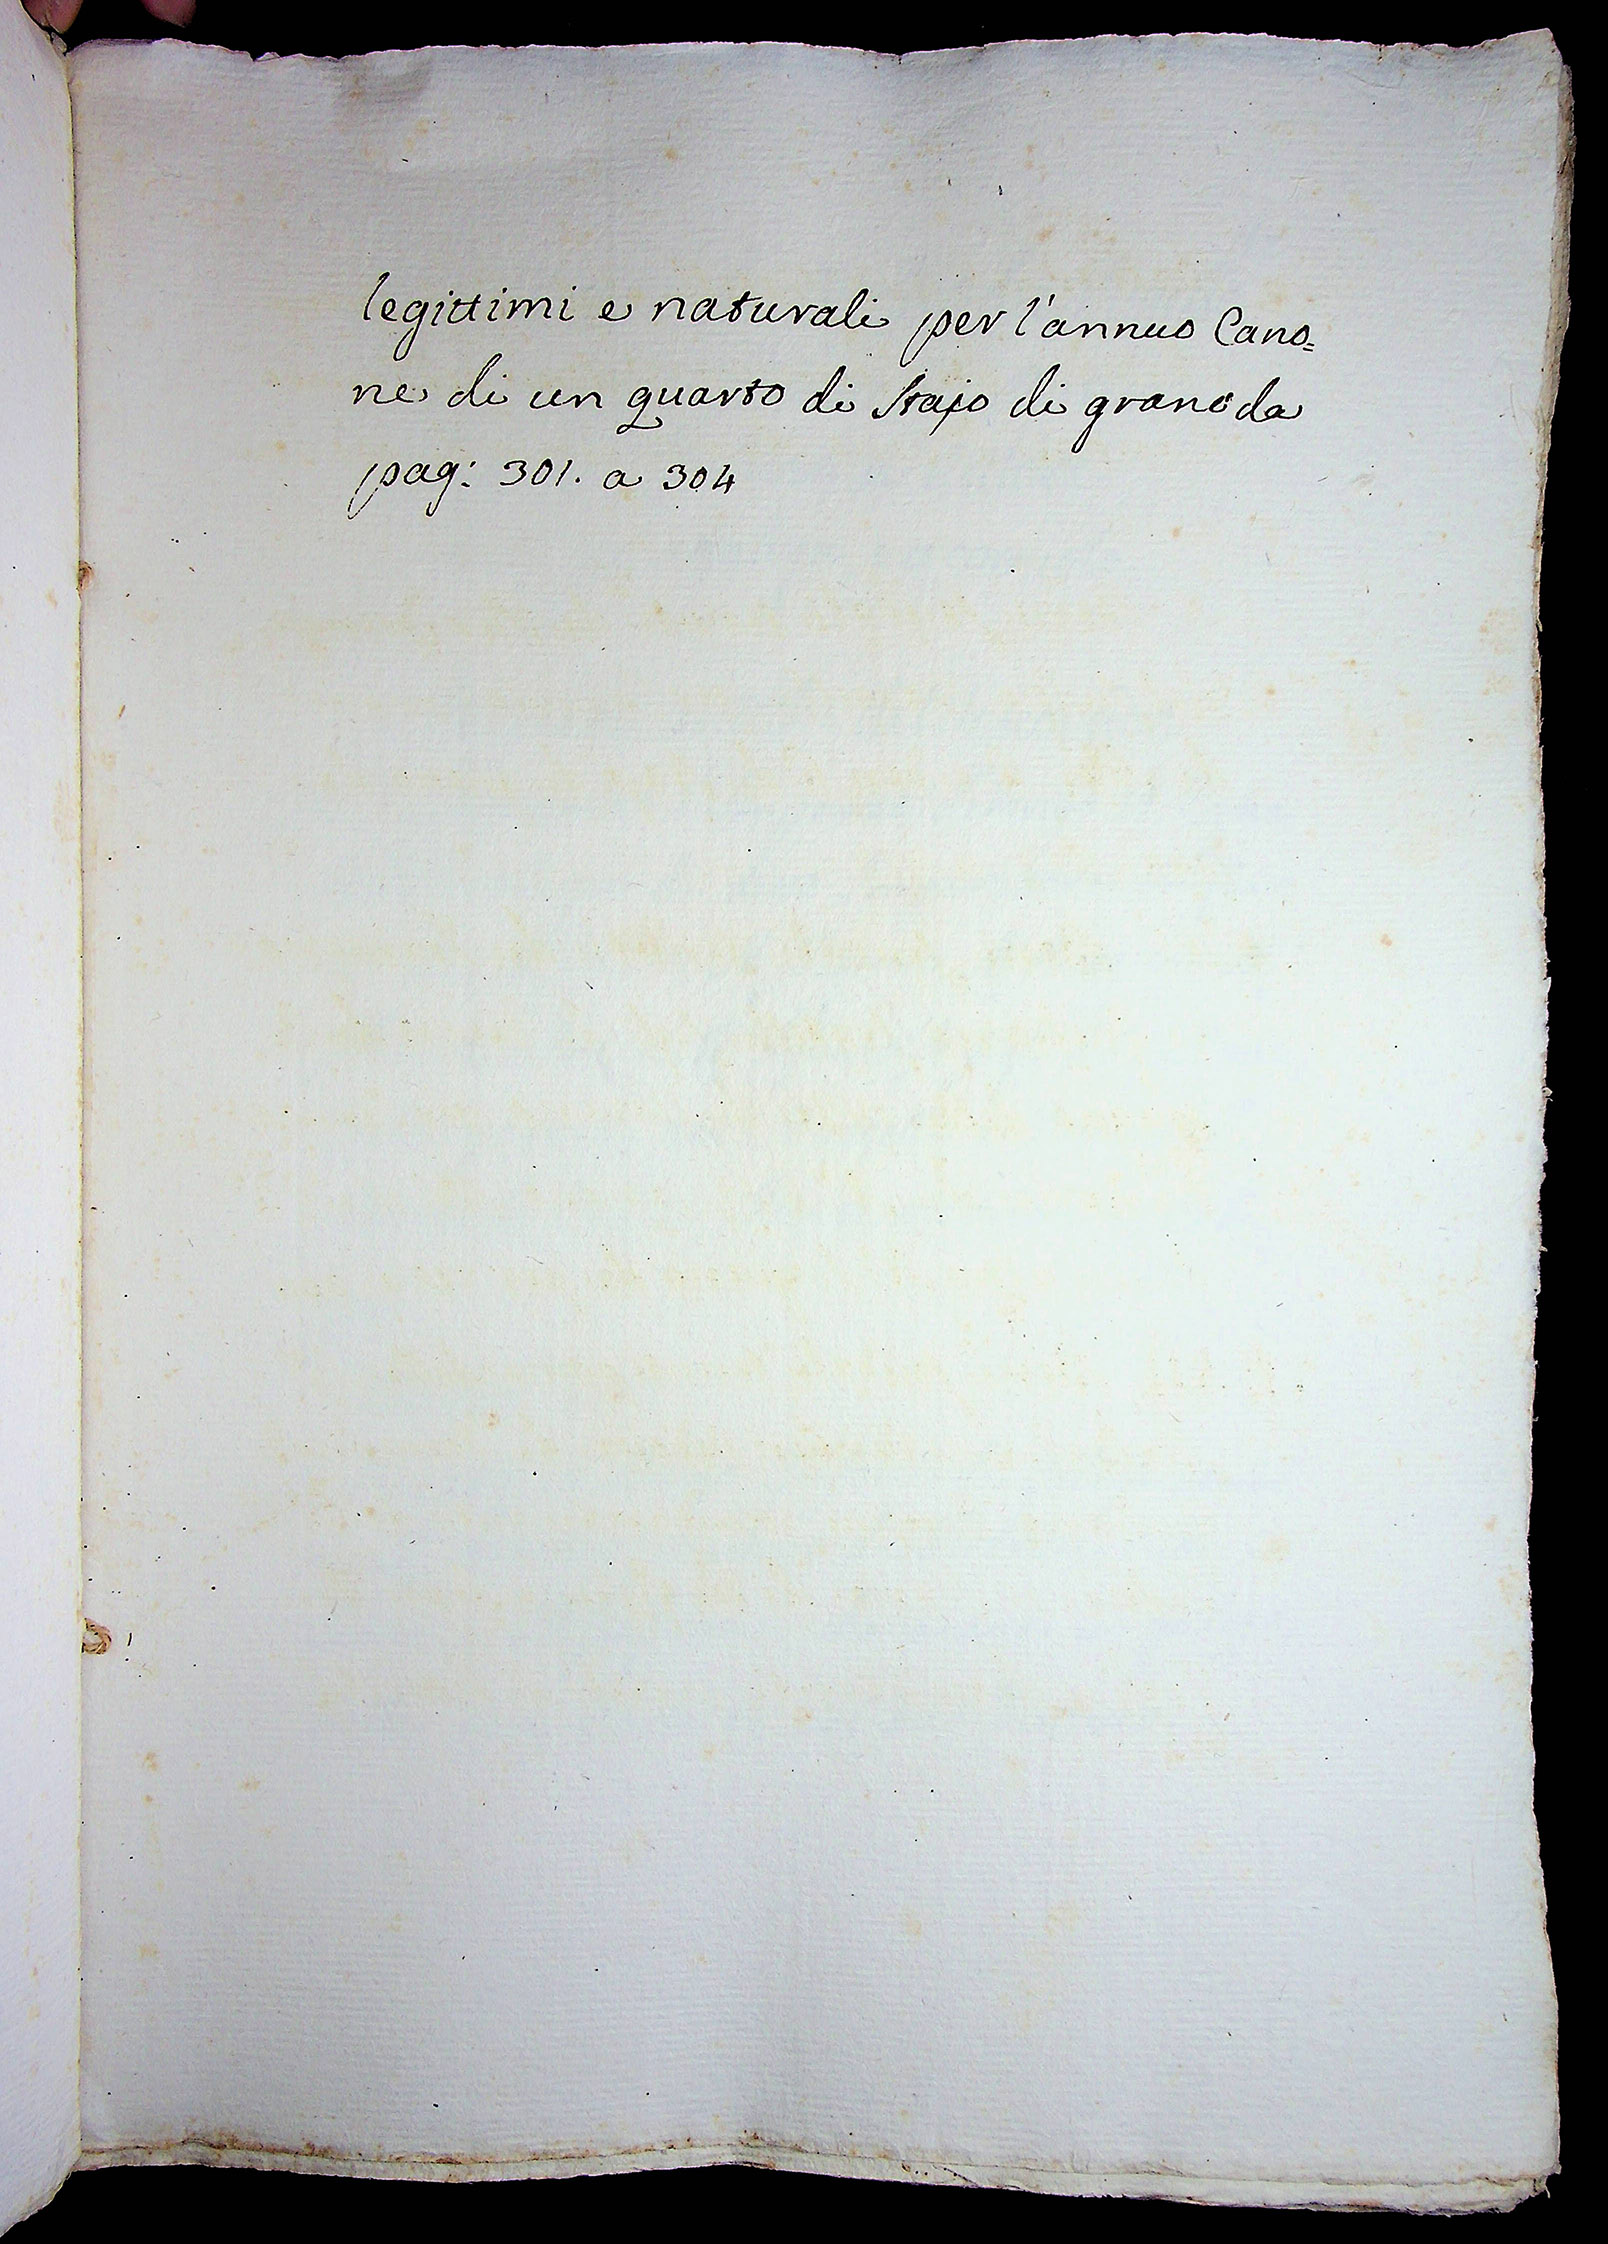 legittimi e naturali per l'annuo Cano=
ne di un quarto di Stajo di grano da
pag: 301. a 304